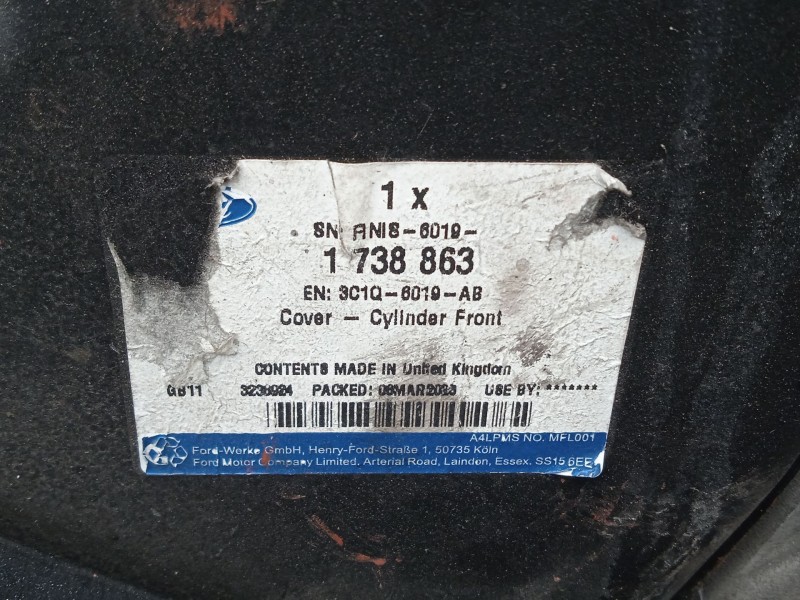 1 x
SN: FINIS-6019-
1 738 863
EN: 3C1Q-6019-AB
Cover - Cylinder Front
CONTENTS MADE IN United Kingdom
GB11 3236924 PACKED: USE BY: *******
A4LPMS NO. MFL001
Ford-Werke GmbH, Henry-Ford-Straße 1, 50735 Köln
Ford Motor Company Limited. Arterial Road, Laindon, Essex. SS15 6EE